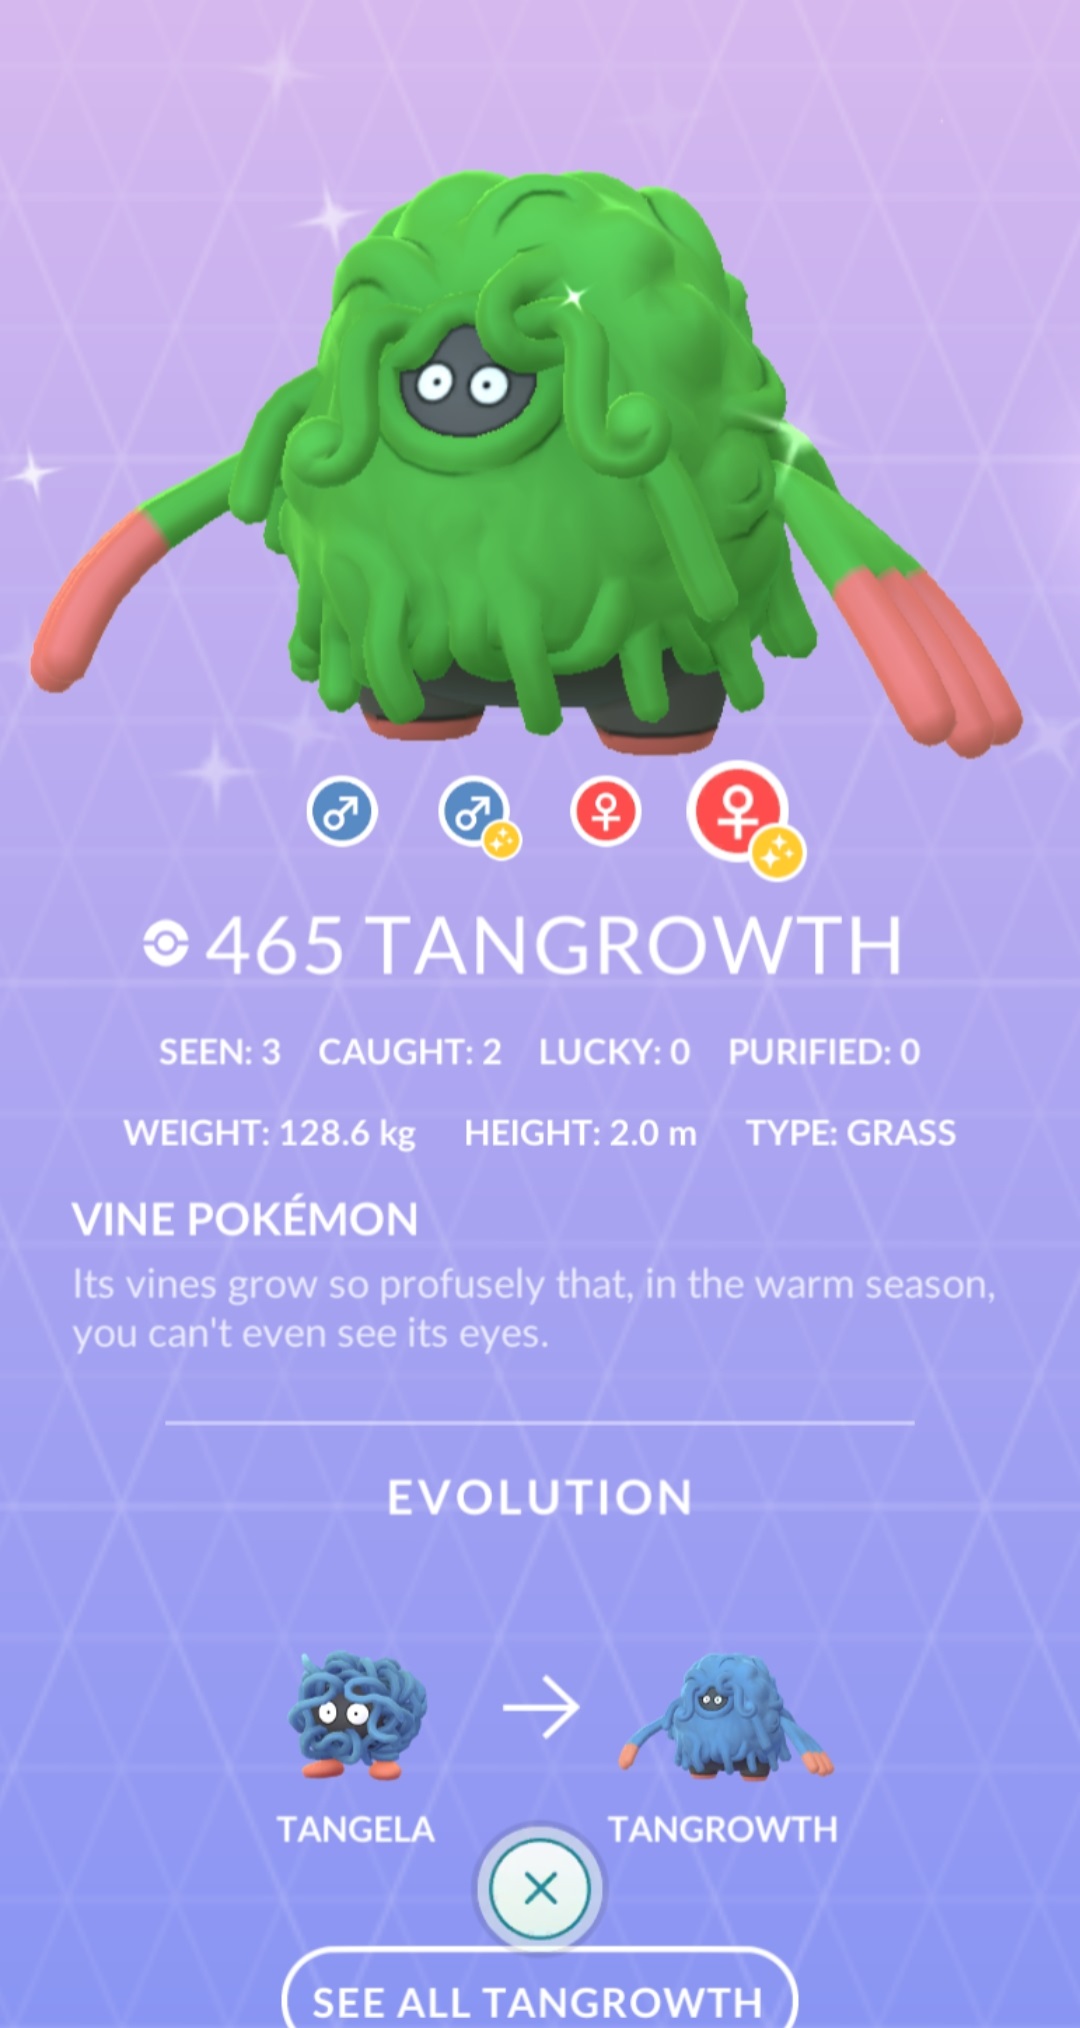 465 TANGROWTH
SEEN: 3 CAUGHT: 2 LUCKY: 0 PURIFIED: 0
WEIGHT: 128.6 kg HEIGHT: 2.0 m TYPE: GRASS
VINE POKÉMON
Its vines grow so profusely that, in the warm season,
you can't even see its eyes.
EVOLUTION
TANGELA TANGROWTH
SEE ALL TANGROWTH